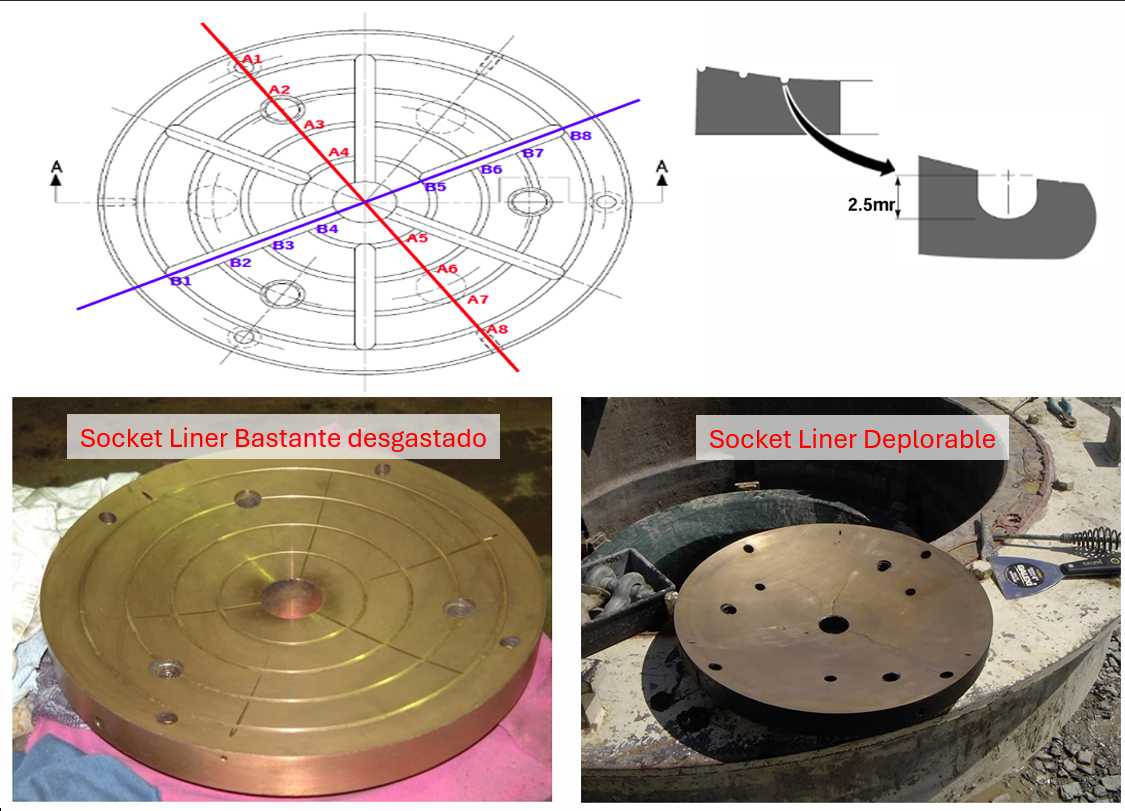 A1
A2
A3
A4
A5
A6
A7
A8
B1
B2
B3
B4
B5
B6
B7
B8
A
A
2.5mr
Socket Liner Bastante desgastado
Socket Liner Deplorable